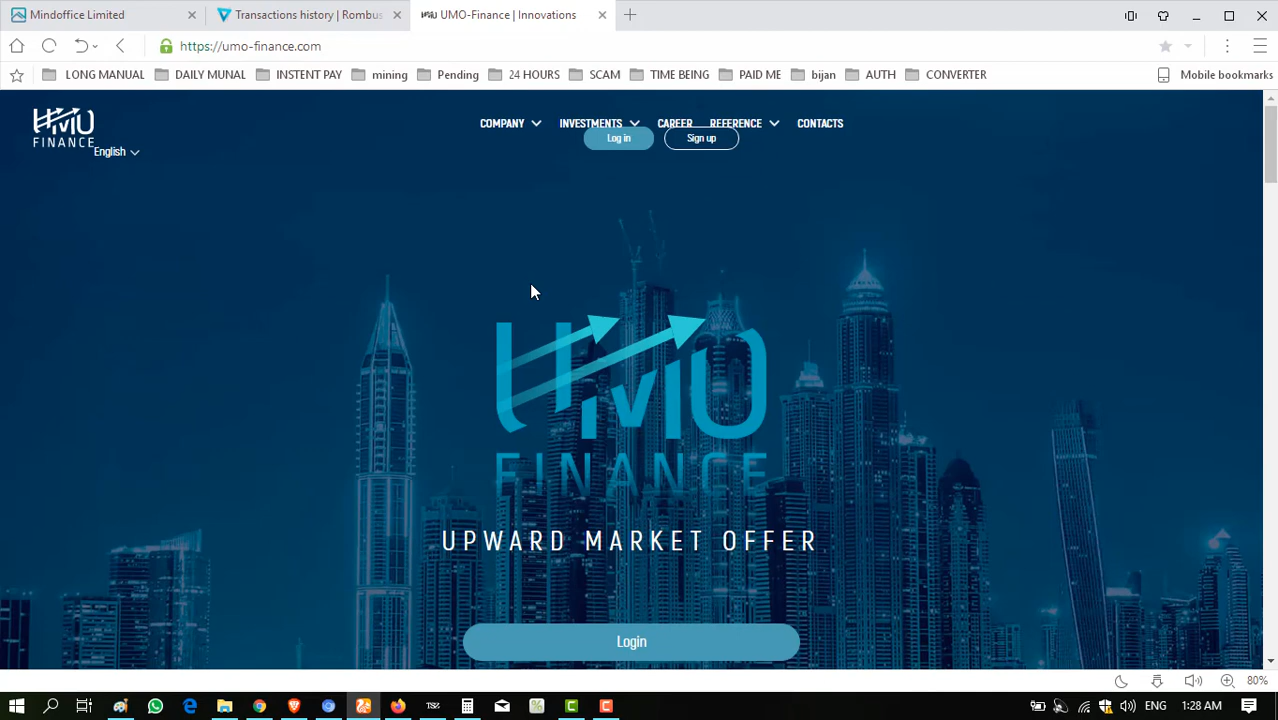 Mindoffice Limited
Transactions history | Rombus
UMO-Finance | Innovations
https://umo-finance.com
LONG MANUAL DAILY MUNAL INSTENT PAY mining Pending 24 HOURS SCAM TIME BEING PAID ME bijan AUTH CONVERTER Mobile bookmarks
UMO
FINANCE
English
COMPANY INVESTMENTS CAREER REFERENCE CONTACTS
Log in Sign up
UMO
FINANCE
UPWARD MARKET OFFER
Login
80%
ENG 1:28 AM